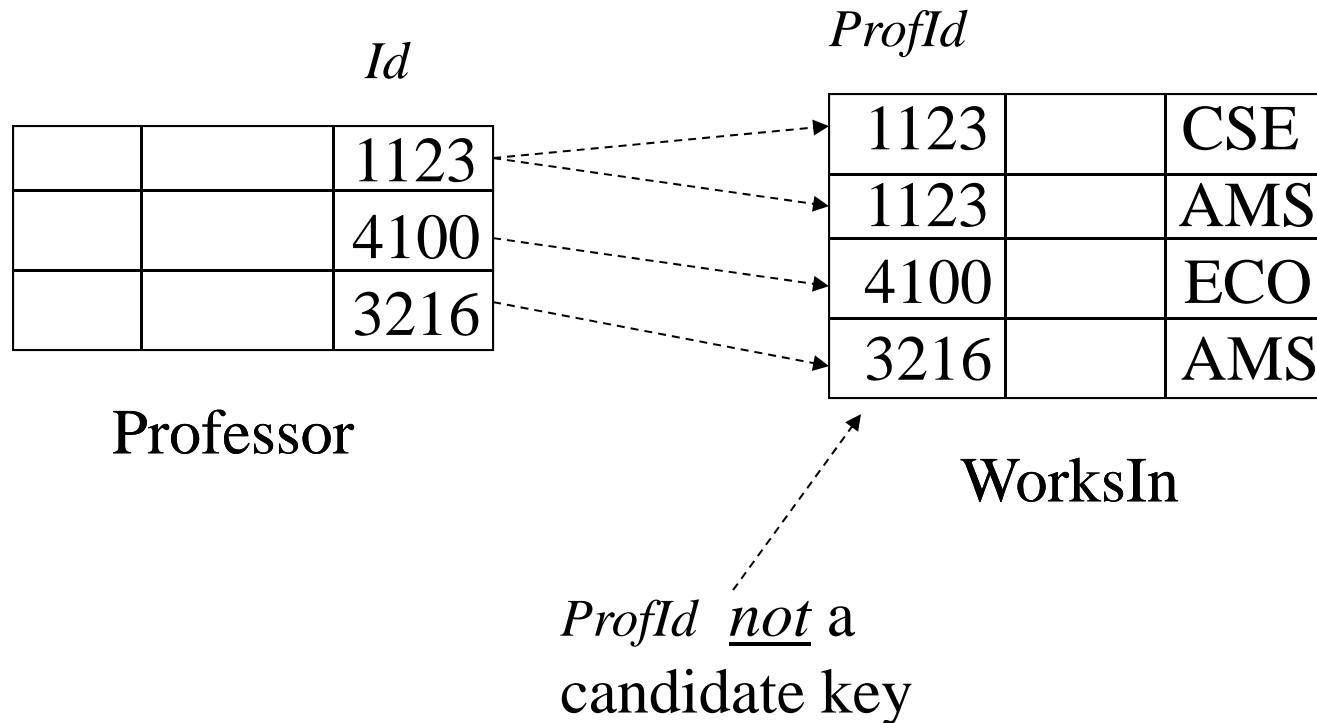 Id
ProfId
1123
4100
3216
1123 CSE
1123 AMS
4100 ECO
3216 AMS
Professor
WorksIn
ProfId not a
candidate key